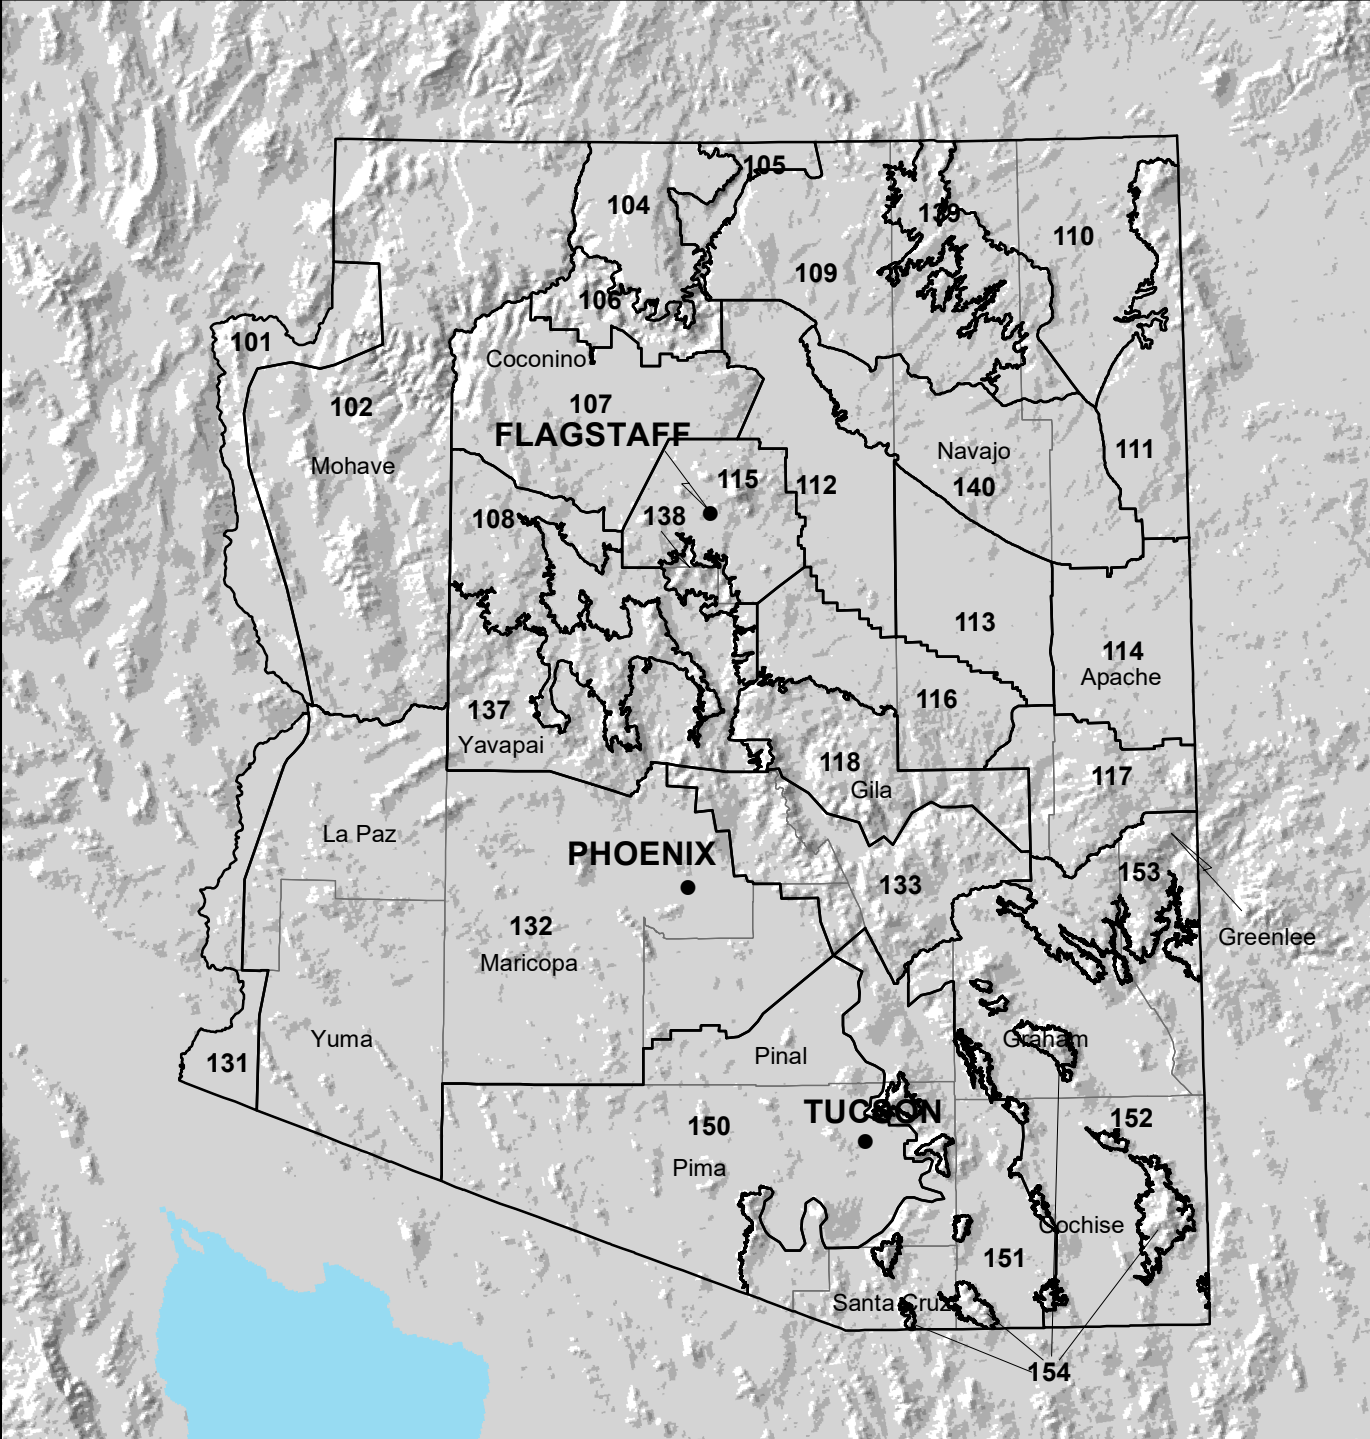 105
104
139
110
109
106
101
Coconino
107
102
FLAGSTAFF
111
Navajo
Mohave
115
112
140
138
108
113
114
Apache
116
137
Yavapai
118
117
Gila
La Paz
PHOENIX
153
133
132
Greenlee
Maricopa
Yuma
Graham
Pinal
131
TUCSON
152
150
Pima
Cochise
151
Santa Cruz
154